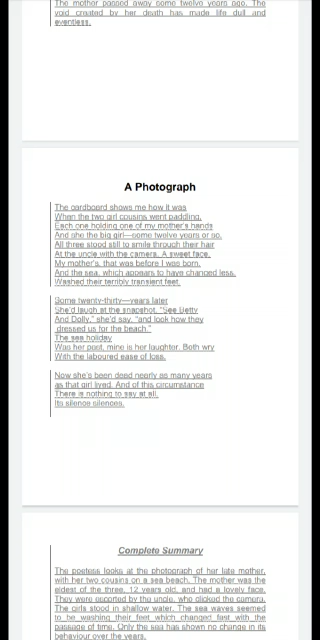 The mother passed away some twelve years ago. The
void created by her death has made life dull and
eventless.
A Photograph
The cardboard shows me how it was
When the two girl cousins went paddling,
Each one holding one of my mother's hands
And she the big girl—some twelve years or so.
All three stood still to smile through their hair
At the uncle with the camera. A sweet face,
My mother's, that was before I was born.
And the sea, which appears to have changed less,
Washed their terribly transient feet.
Some twenty-thirty—years later
She'd laugh at the snapshot. "See Betty
And Dolly," she'd say, "and look how they
dressed us for the beach."
The sea holiday
Was her past, mine is her laughter. Both wry
With the laboured ease of loss.
Now she's been dead nearly as many years
as that girl lived. And of this circumstance
There is nothing to say at all.
Its silence silences.
Complete Summary
The poetess looks at the photograph of her late mother,
with her two cousins on a sea beach. The mother was the
eldest of the three, 12 years old, and had a lovely face.
They were escorted by the uncle, who clicked the camera.
The girls stood in shallow water. The sea waves seemed
to be washing their feet which changed fast with the
passage of time. Only the sea has shown no change in its
behaviour over the years.